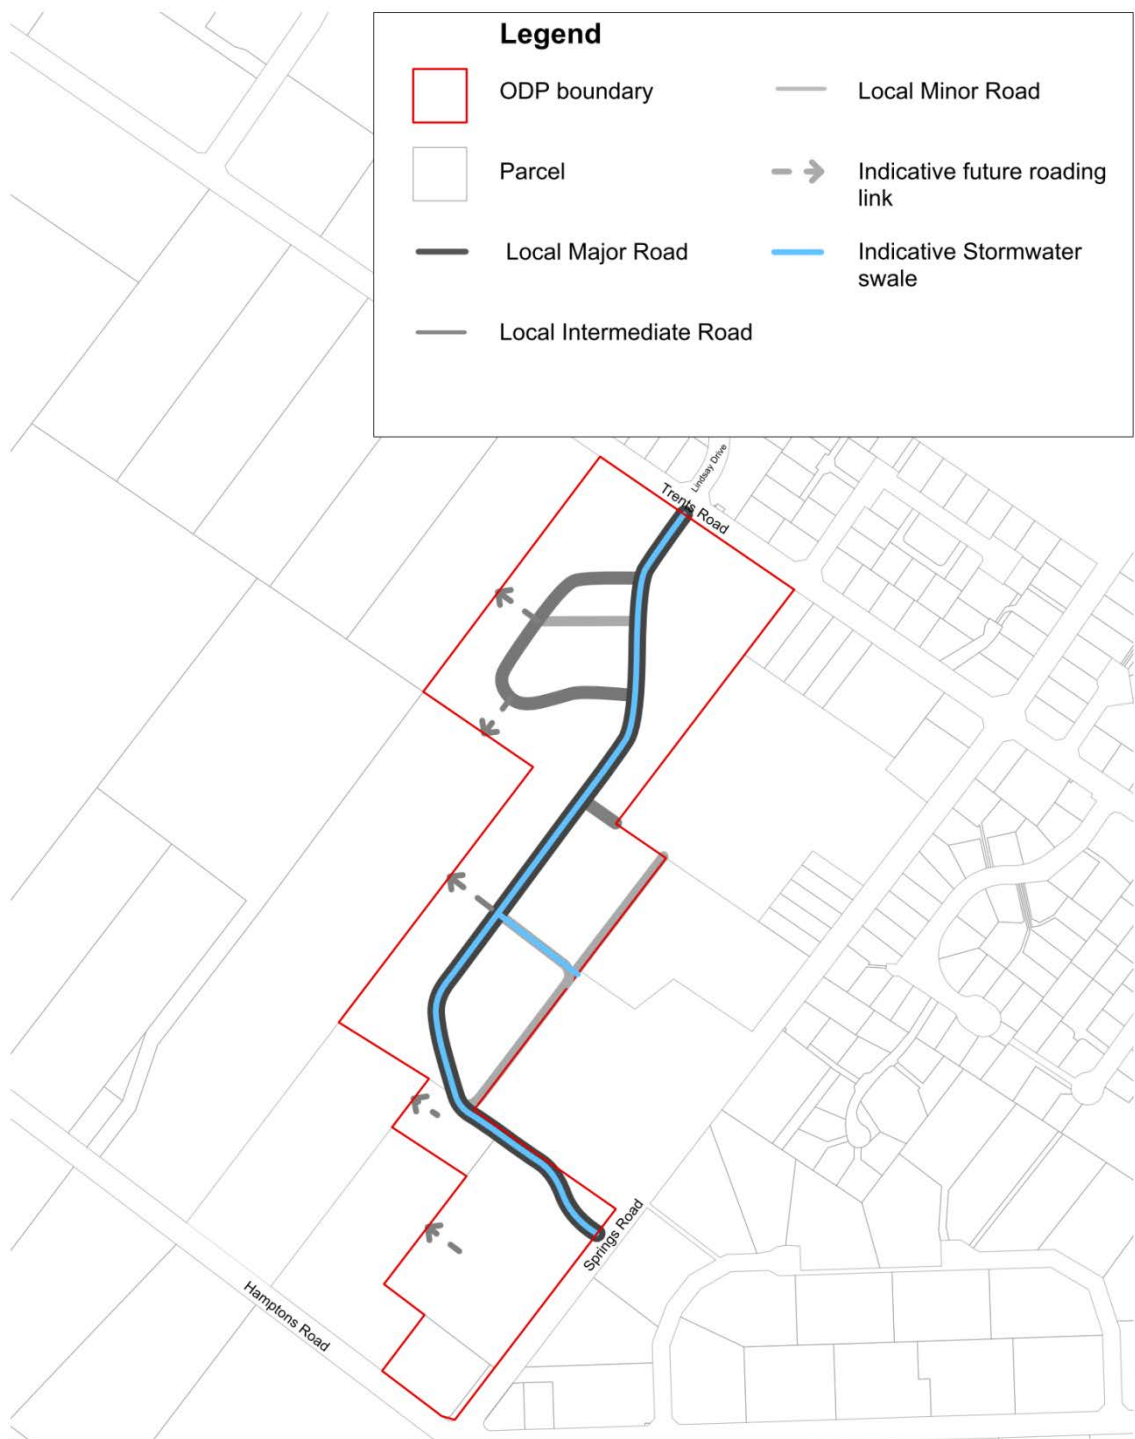 Legend
ODP boundary
Local Minor Road
Parcel
Indicative future roading
link
Local Major Road
Indicative Stormwater
swale
Local Intermediate Road
Lindsay Drive
Trents Road
Springs Road
Hamptons Road